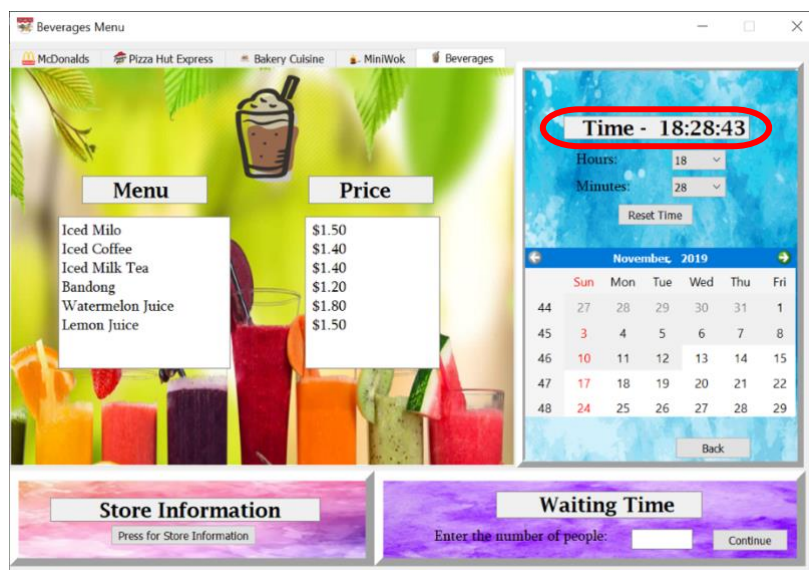 Beverages Menu
McDonalds Pizza Hut Express Bakery Cuisine MiniWok Beverages
Time - 18:28:43
Hours: 18
Minutes: 28
Reset Time
Menu Price
Iced Milo $1.50
Iced Coffee $1.40
Iced Milk Tea $1.40
Bandong $1.20
Watermelon Juice $1.80
Lemon Juice $1.50
November, 2019
Sun Mon Tue Wed Thu Fri
44 27 28 29 30 31 1
45 3 4 5 6 7 8
46 10 11 12 13 14 15
47 17 18 19 20 21 22
48 24 25 26 27 28 29
Back
Store Information
Press for Store Information
Waiting Time
Enter the number of people:
Continue